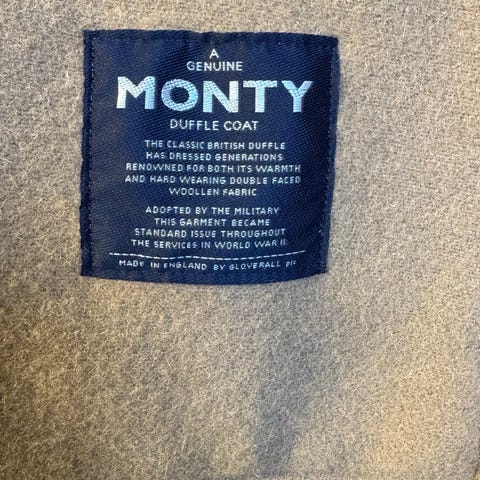 A
GENUINE
MONTY
DUFFLE COAT
THE CLASSIC BRITISH DUFFLE
HAS DRESSED GENERATIONS
RENOWNED FOR BOTH ITS WARMTH
AND HARD WEARING DOUBLE FACED
WOOLLEN FABRIC
ADOPTED BY THE MILITARY
THIS GARMENT BECAME
STANDARD ISSUE THROUGHOUT
THE SERVICES IN WORLD WAR II.
MADE IN ENGLAND BY GLOVERALL plc